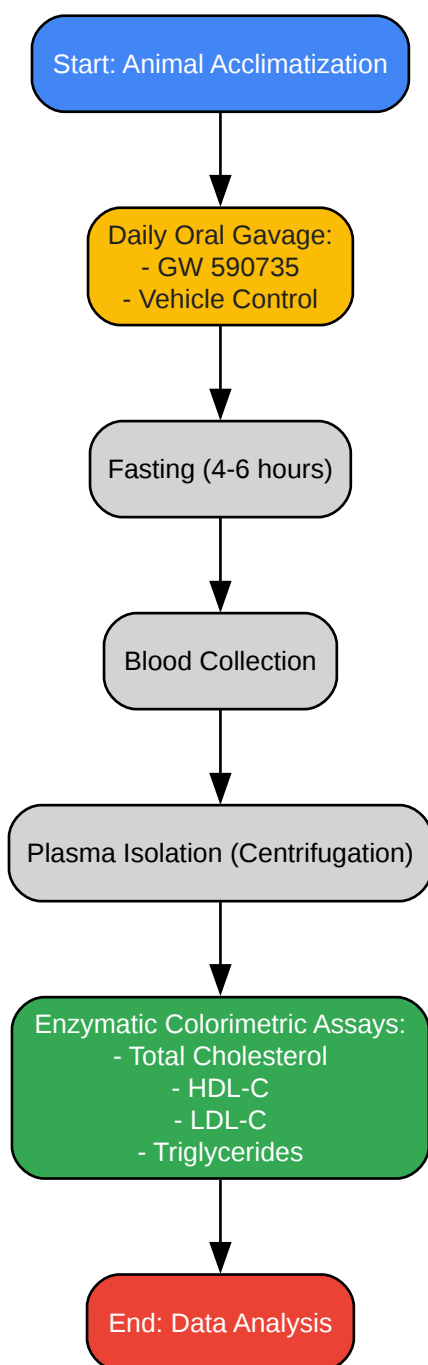 Start: Animal Acclimatization
Daily Oral Gavage:
- GW 590735
- Vehicle Control
Fasting (4-6 hours)
Blood Collection
Plasma Isolation (Centrifugation)
Enzymatic Colorimetric Assays:
- Total Cholesterol
- HDL-C
- LDL-C
- Triglycerides
End: Data Analysis